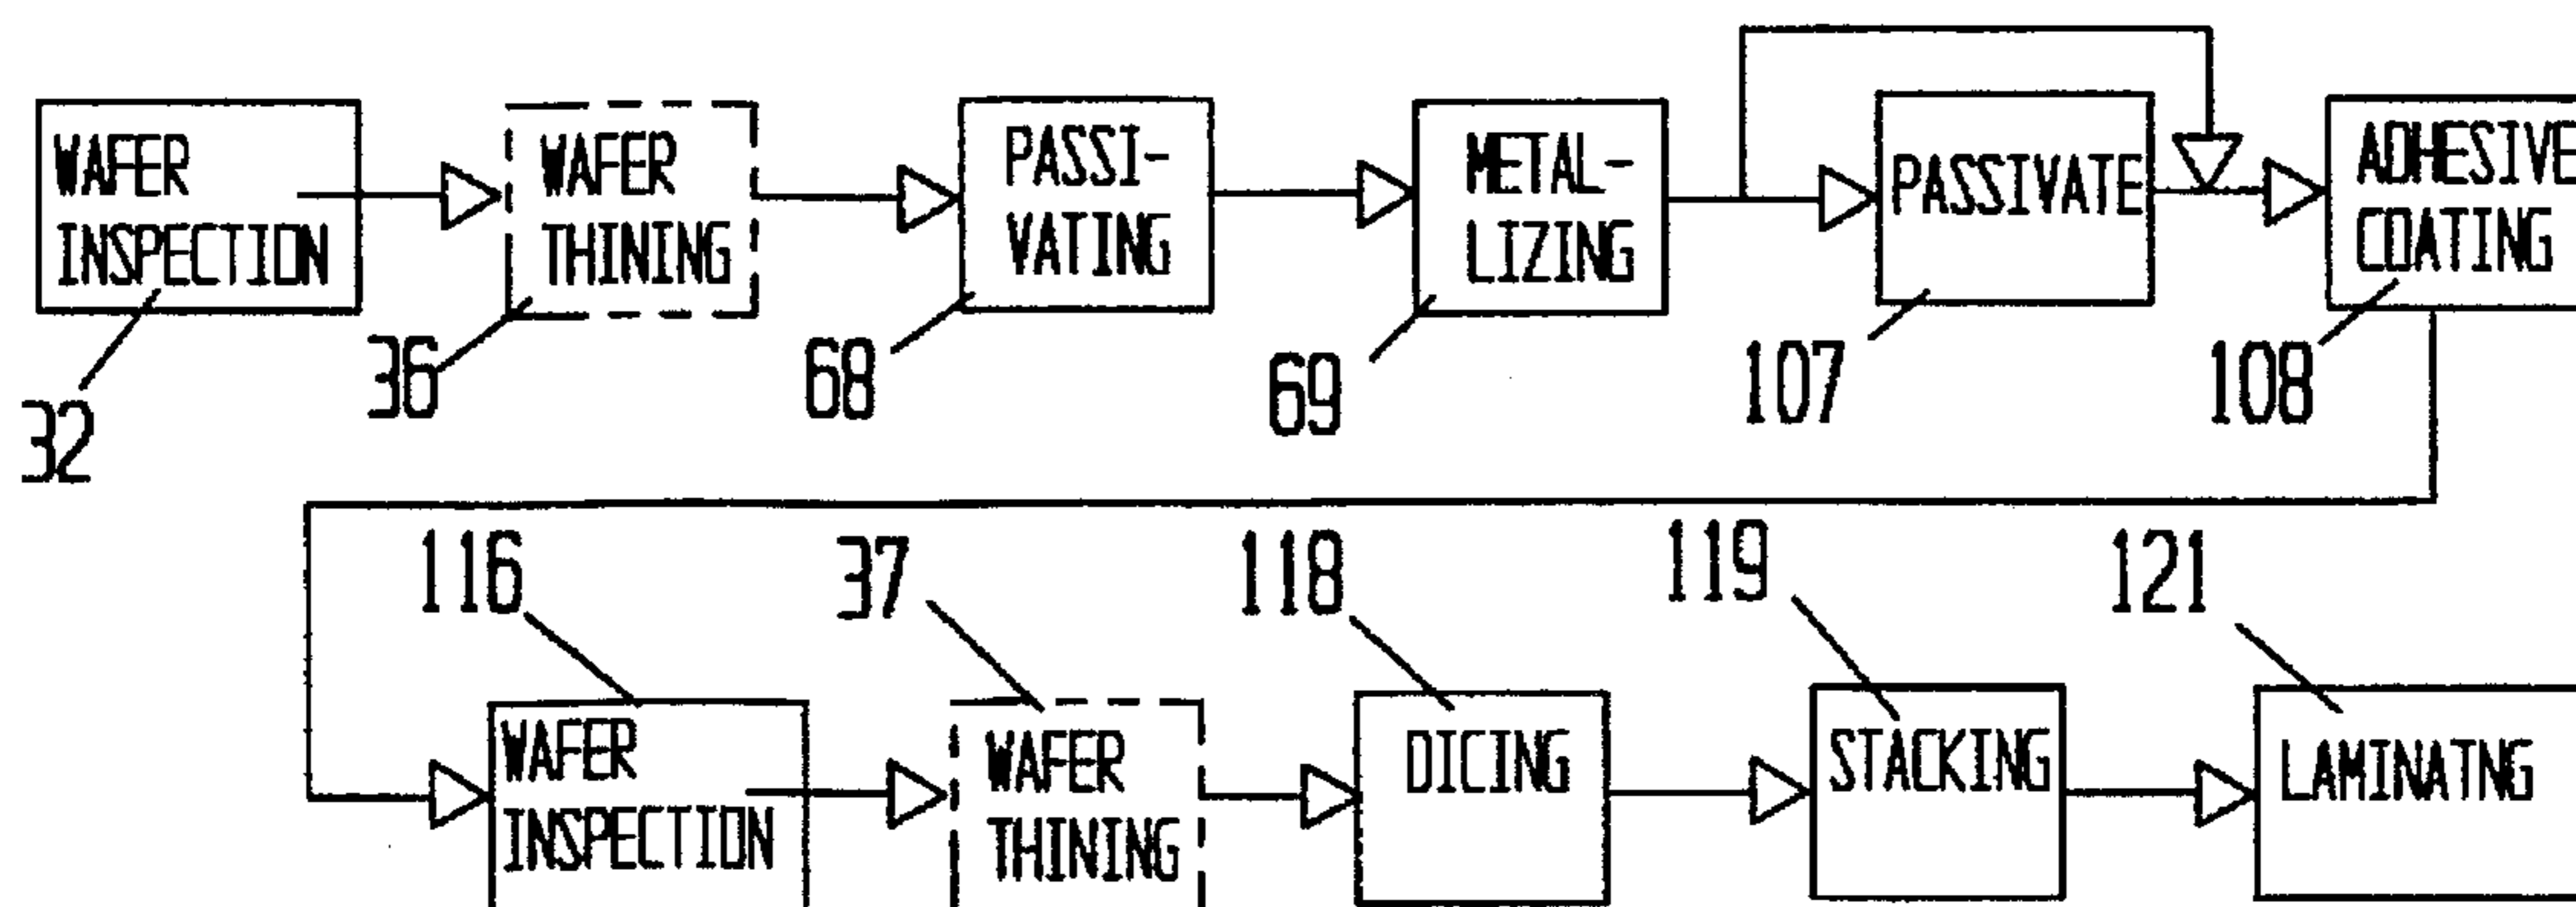 WAFER
INSPECTION
WAFER
THINING
PASSI-
VATING
METAL-
LIZING
PASSIVATE
ADHESIVE
COATING
32
36
68
69
107
108
116
37
118
119
121
WAFER
INSPECTION
WAFER
THINING
DICING
STACKING
LAMINATNG